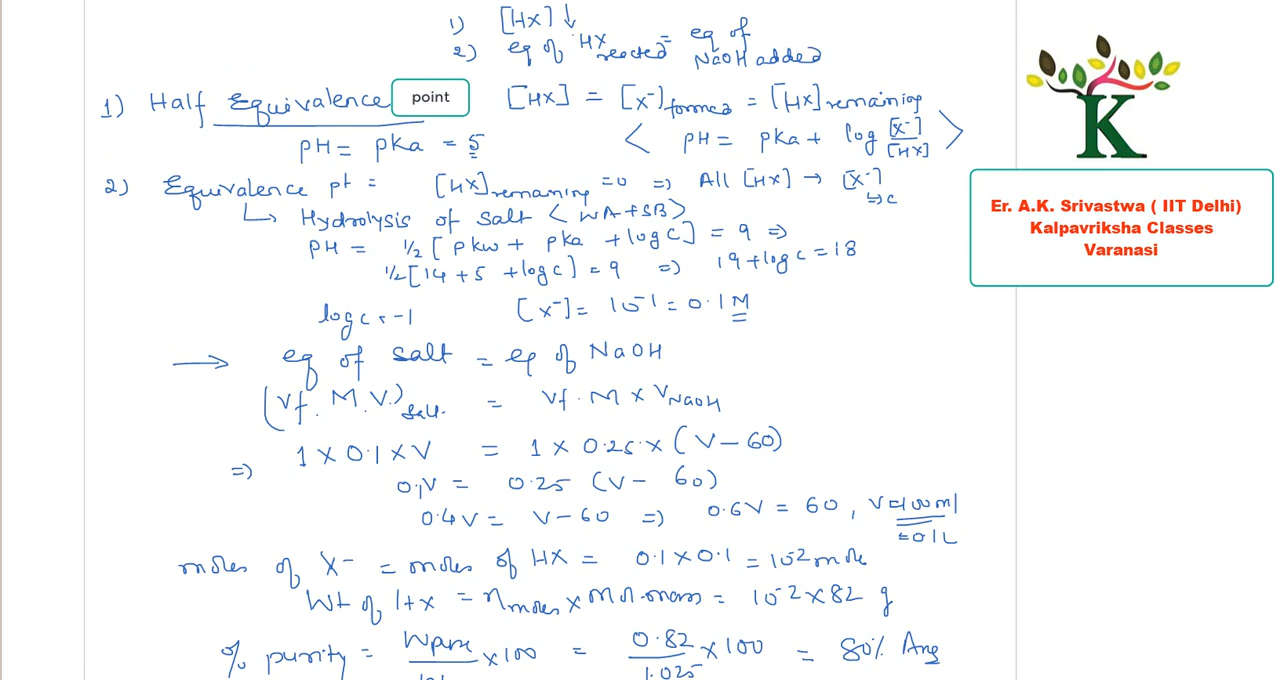 1) [HX] ↓
2) eq of HX reacted = eq of NaOH added
1) Half Equivalence point [HX] = [X⁻] formed = [HX] remaining
PH = pka = 5 < pH = pka + log [X⁻]/[HX] >
2) Equivalence pt = [HX] remaining = 0 => All [HX] → [X⁻]
↳ c
↳ Hydrolysis of salt < WA + SB >
PH = 1/2 [ pkw + pka + log c ] = 9 =>
1/2 [14 + 5 + log c] = 9 => 19 + log c = 18
log c = -1 [X⁻] = 10⁻¹ = 0.1 M
→ eq of salt = eq of NaOH
(Vf. M. V.) salt. = Vf. M × V NaOH
=> 1 × 0.1 × V = 1 × 0.25 × (V – 60)
0.1V = 0.25 (V – 60)
0.4V = V – 60 => 0.6V = 60, V = 100 ml
= 0.1L
moles of X⁻ = moles of HX = 0.1 × 0.1 = 10⁻² mole
Wt of HX = n moles × Mol. mass = 10⁻² × 82 g
% purity = Wpure × 100 = 0.82/1.025 × 100 = 80% Ans
K
Er. A.K. Srivastwa ( IIT Delhi)
Kalpavriksha Classes
Varanasi